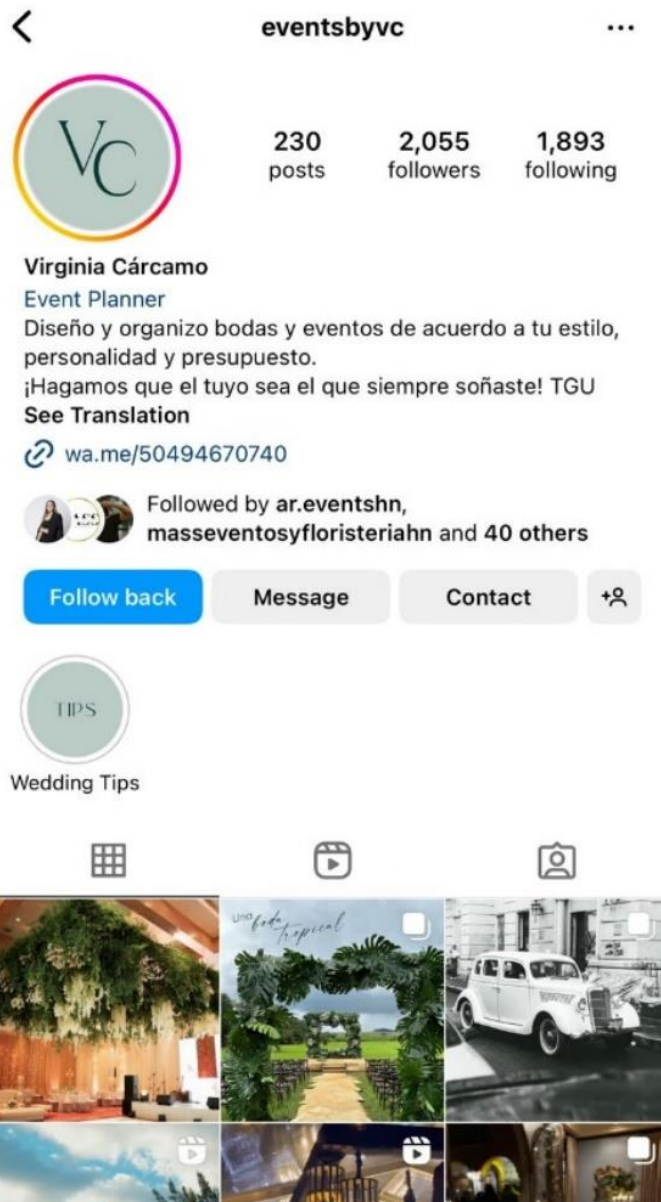 eventsbyvc
VC
230 2,055 1,893
posts followers following
Virginia Cárcamo
Event Planner
Diseño y organizo bodas y eventos de acuerdo a tu estilo,
personalidad y presupuesto.
¡Hagamos que el tuyo sea el que siempre soñaste! TGU
See Translation
wa.me/50494670740
Followed by ar.eventshn,
masseventosyfloristeriahn and 40 others
Follow back Message Contact
TIPS
Wedding Tips
Una
boda
Tropical